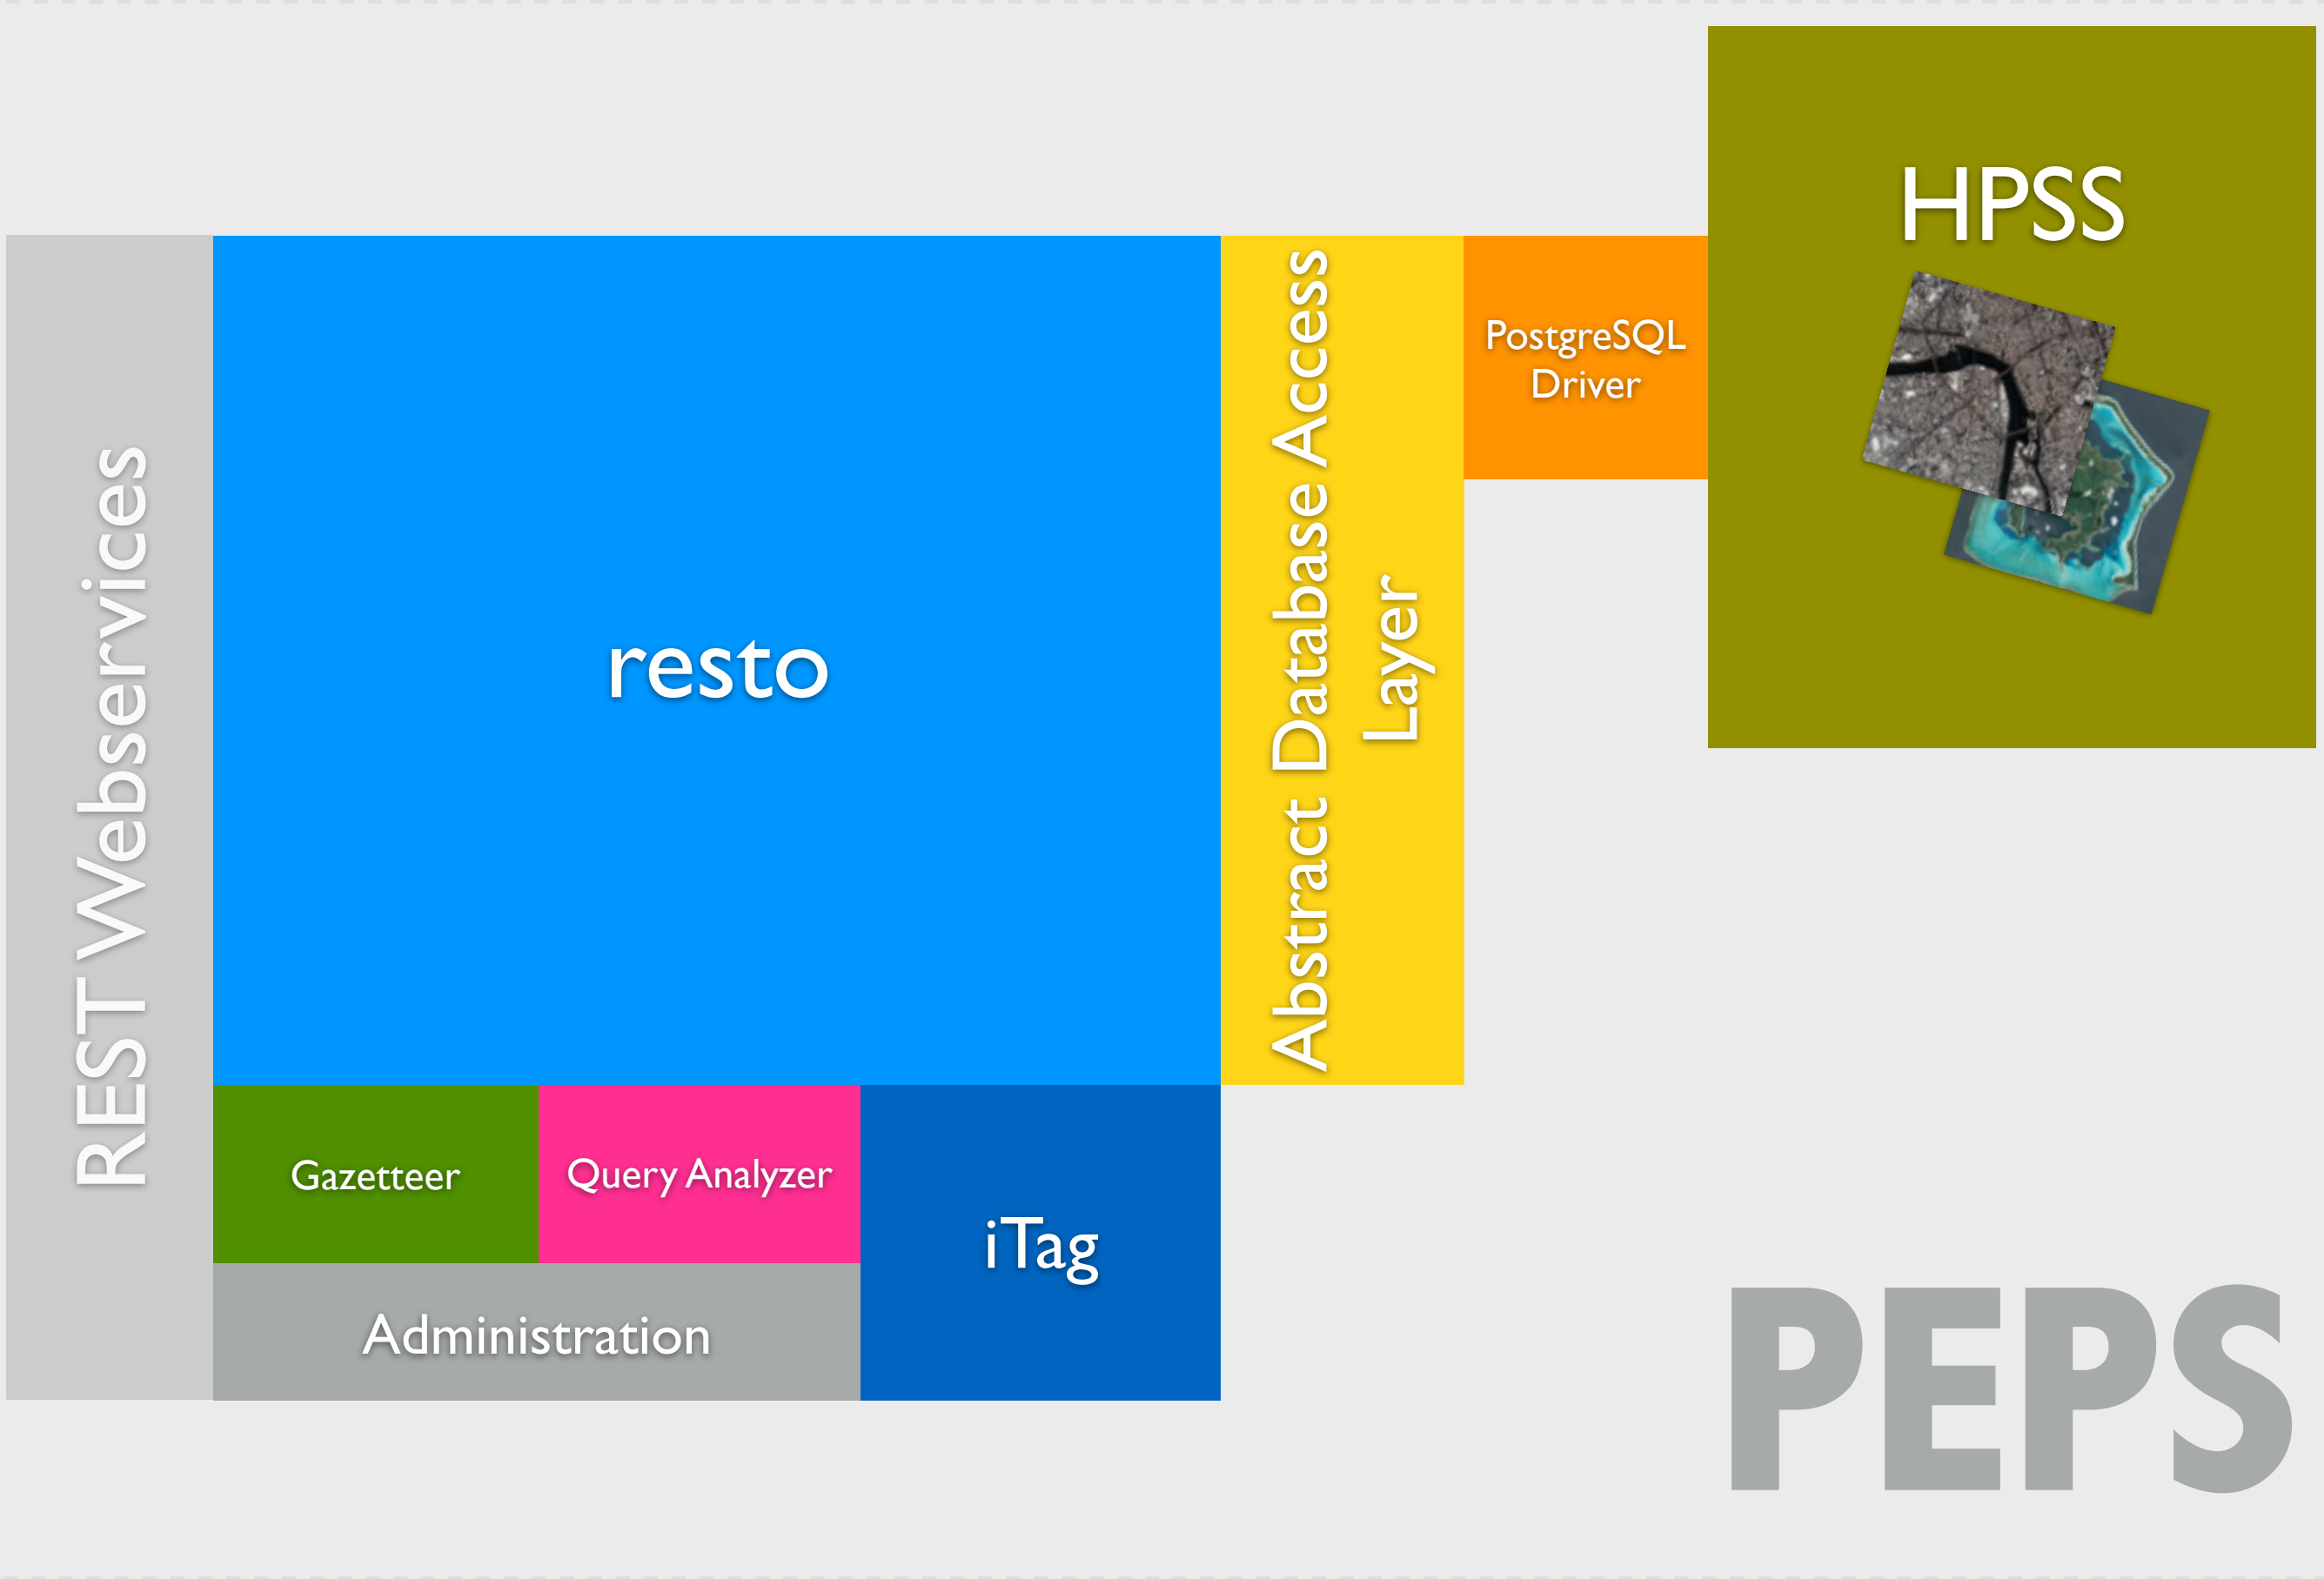 HPSS
REST Webservices
resto
Abstract Database Access
Layer
PostgreSQL
Driver
Gazetteer
Query Analyzer
iTag
Administration
PEPS